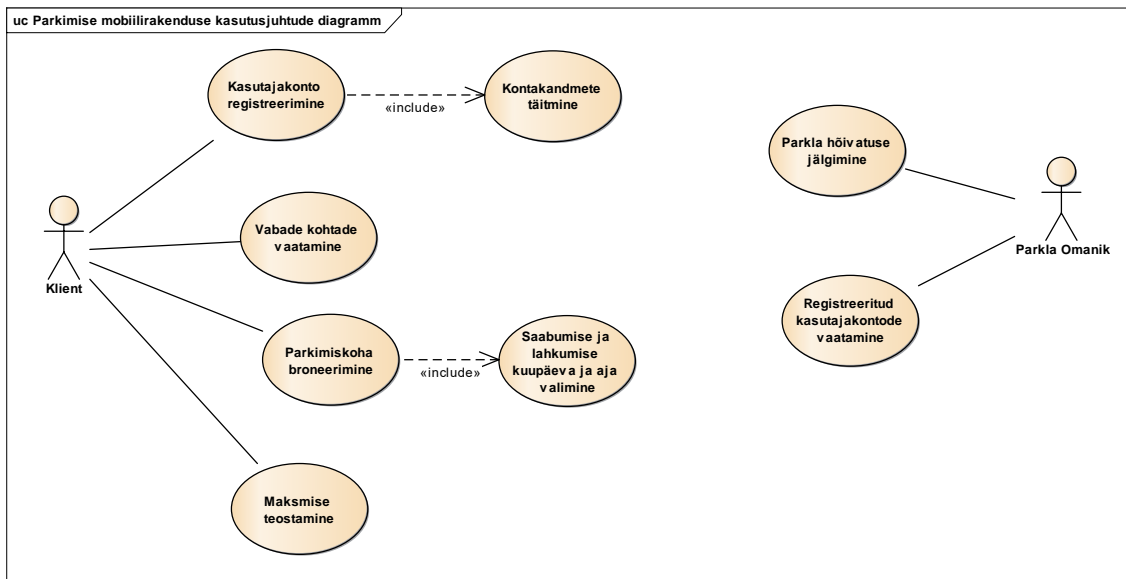 uc Parkimise mobiilirakenduse kasutusjuhtude diagramm
Kasutajakonto
registreerimine
«include»
Kontakandmete
täitmine
Parkla hõivatuse
jälgimine
Vabade kohtade
vaatamine
Klient
Parkla Omanik
Registreeritud
kasutajakontode
vaatamine
Parkimiskoha
broneerimine
«include»
Saabumise ja
lahkumise
kuupäeva ja aja
valimine
Maksmise
teostamine